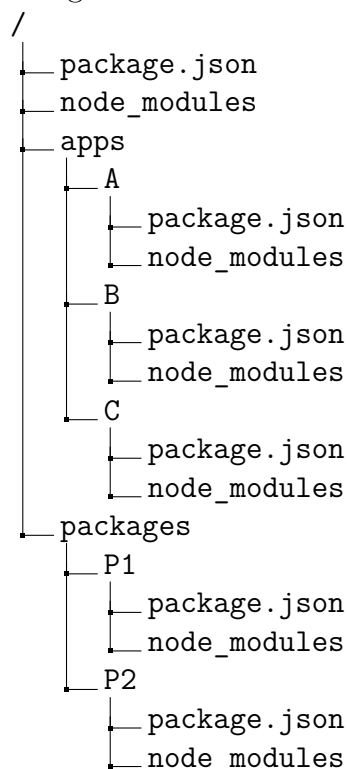 /
package.json
node_modules
apps
A
package.json
node_modules
B
package.json
node_modules
C
package.json
node_modules
packages
P1
package.json
node_modules
P2
package.json
node_modules